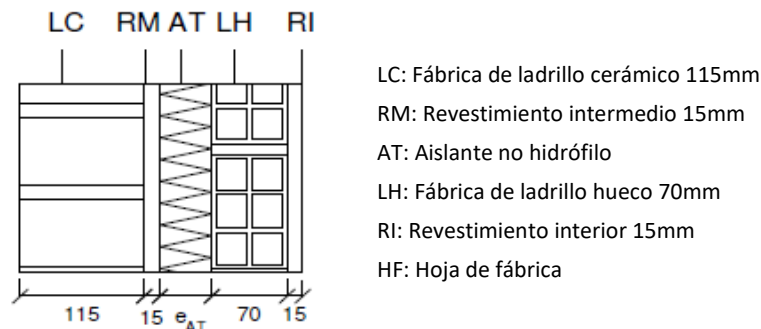 LC RM AT LH RI
LC: Fábrica de ladrillo cerámico 115mm
RM: Revestimiento intermedio 15mm
AT: Aislante no hidrófilo
LH: Fábrica de ladrillo hueco 70mm
RI: Revestimiento interior 15mm
HF: Hoja de fábrica
115 15 eAT 70 15